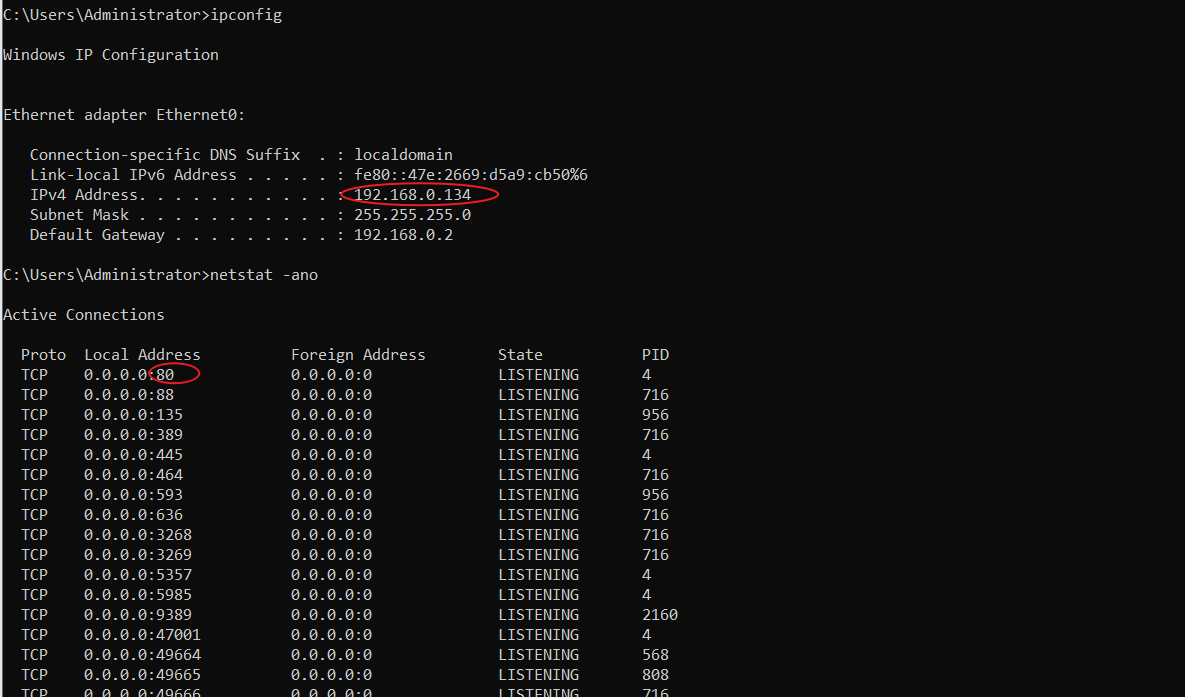 C:\Users\Administrator>ipconfig
Windows IP Configuration
Ethernet adapter Ethernet0:
   Connection-specific DNS Suffix  . : localdomain
   Link-local IPv6 Address . . . . . : fe80::47e:2669:d5a9:cb50%6
   IPv4 Address. . . . . . . . . . . : 192.168.0.134
   Subnet Mask . . . . . . . . . . . : 255.255.255.0
   Default Gateway . . . . . . . . . : 192.168.0.2
C:\Users\Administrator>netstat -ano
Active Connections
  Proto  Local Address          Foreign Address        State           PID
  TCP    0.0.0.0:80             0.0.0.0:0              LISTENING       4
  TCP    0.0.0.0:88             0.0.0.0:0              LISTENING       716
  TCP    0.0.0.0:135            0.0.0.0:0              LISTENING       956
  TCP    0.0.0.0:389            0.0.0.0:0              LISTENING       716
  TCP    0.0.0.0:445            0.0.0.0:0              LISTENING       4
  TCP    0.0.0.0:464            0.0.0.0:0              LISTENING       716
  TCP    0.0.0.0:593            0.0.0.0:0              LISTENING       956
  TCP    0.0.0.0:636            0.0.0.0:0              LISTENING       716
  TCP    0.0.0.0:3268           0.0.0.0:0              LISTENING       716
  TCP    0.0.0.0:3269           0.0.0.0:0              LISTENING       716
  TCP    0.0.0.0:5357           0.0.0.0:0              LISTENING       4
  TCP    0.0.0.0:5985           0.0.0.0:0              LISTENING       4
  TCP    0.0.0.0:9389           0.0.0.0:0              LISTENING       2160
  TCP    0.0.0.0:47001          0.0.0.0:0              LISTENING       4
  TCP    0.0.0.0:49664          0.0.0.0:0              LISTENING       568
  TCP    0.0.0.0:49665          0.0.0.0:0              LISTENING       808
  TCP    0.0.0.0:49666          0.0.0.0:0              LISTENING       716